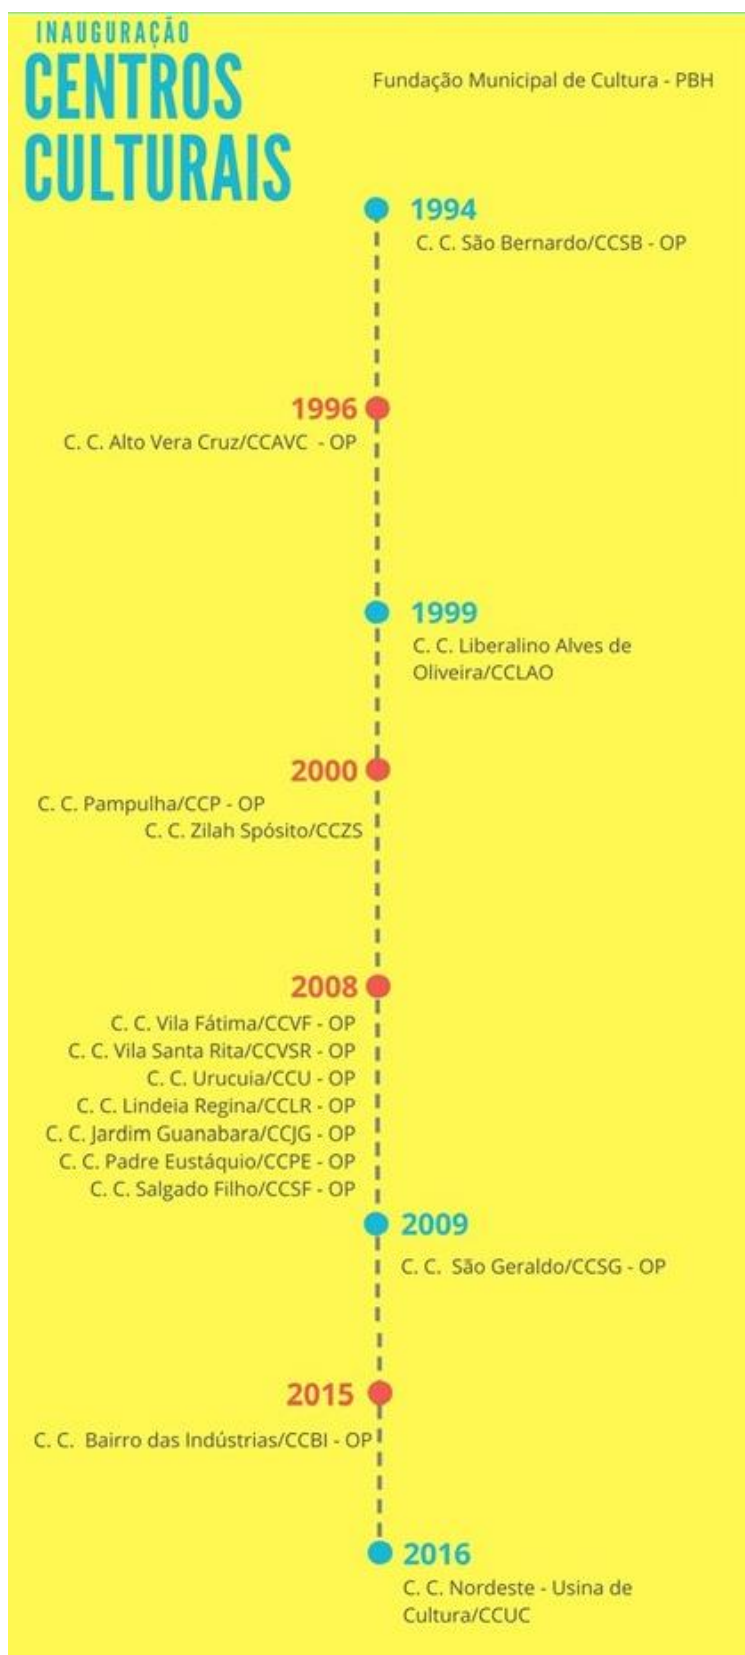 INAUGURAÇÃO
CENTROS
CULTURAIS
Fundação Municipal de Cultura - PBH
1994
C. C. São Bernardo/CCSB - OP
1996
C. C. Alto Vera Cruz/CCAVC - OP
1999
C. C. Liberalino Alves de
Oliveira/CCLAO
2000
C. C. Pampulha/CCP - OP
C. C. Zilah Spósito/CCZS
2008
C. C. Vila Fátima/CCVF - OP
C. C. Vila Santa Rita/CCVSR - OP
C. C. Urucuia/CCU - OP
C. C. Lindeia Regina/CCLR - OP
C. C. Jardim Guanabara/CCJG - OP
C. C. Padre Eustáquio/CCPE - OP
C. C. Salgado Filho/CCSF - OP
2009
C. C. São Geraldo/CCSG - OP
2015
C. C. Bairro das Indústrias/CCBI - OP
2016
C. C. Nordeste - Usina de
Cultura/CCUC